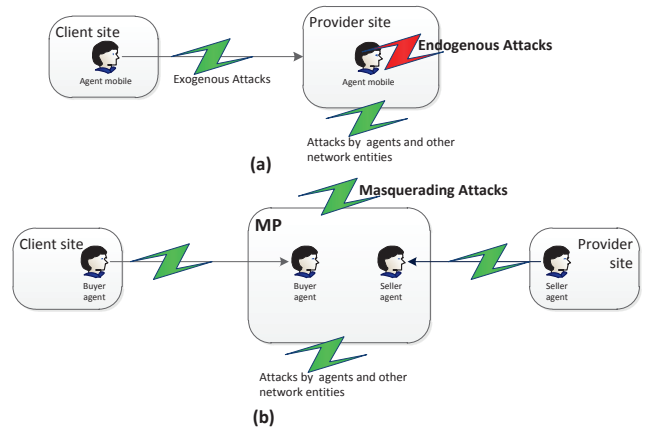 Client site
Agent mobile
Exogenous Attacks
Provider site
Agent mobile
Endogenous Attacks
Attacks by  agents and other
network entities
(a)
Masquerading Attacks
Client site
Buyer
agent
MP
Buyer
agent
Seller
agent
Provider
site
Seller
agent
Attacks by  agents and other
network entities
(b)